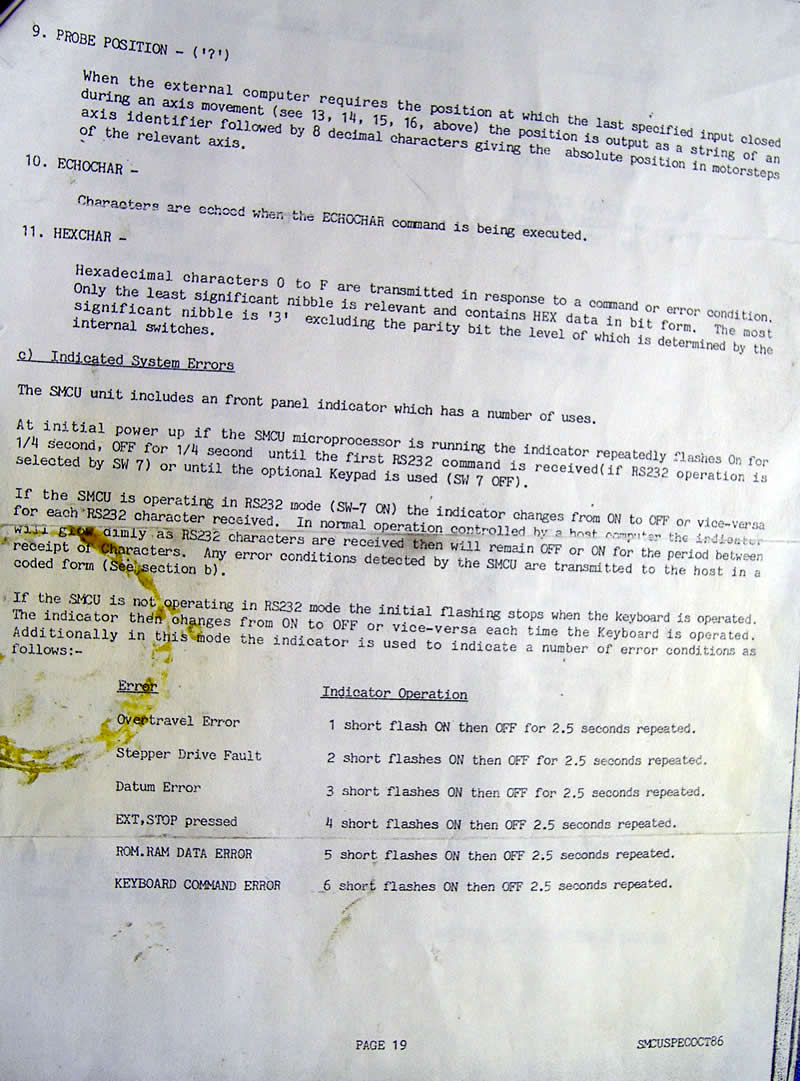 9. PROBE POSITION - ('?')
When the external computer requires the position at which the last specified input closed
during an axis movement (see 13, 14, 15, 16, above) the position is output as a string of an
axis identifier followed by 8 decimal characters giving the absolute position in motorsteps
of the relevant axis.
10. ECHOCHAR -
Characters are echoed when the ECHOCHAR command is being executed.
11. HEXCHAR -
Hexadecimal characters 0 to F are transmitted in response to a command or error condition.
Only the least significant nibble is relevant and contains HEX data in bit form. The most
significant nibble is '3' excluding the parity bit the level of which is determined by the
internal switches.
c) Indicated System Errors
The SMCU unit includes an front panel indicator which has a number of uses.
At initial power up if the SMCU microprocessor is running the indicator repeatedly flashes On for
1/4 second, OFF for 1/4 second until the first RS232 command is received(if RS232 operation is
selected by SW 7) or until the optional Keypad is used (SW 7 OFF).
If the SMCU is operating in RS232 mode (SW-7 ON) the indicator changes from ON to OFF or vice-versa
for each RS232 character received. In normal operation controlled by a host computer the indicator
will glow dimly as RS232 characters are received then will remain OFF or ON for the period between
receipt of Characters. Any error conditions detected by the SMCU are transmitted to the host in a
coded form (See section b).
If the SMCU is not operating in RS232 mode the initial flashing stops when the keyboard is operated.
The indicator then changes from ON to OFF or vice-versa each time the Keyboard is operated.
Additionally in this mode the indicator is used to indicate a number of error conditions as
follows:-
Error Indicator Operation
Overtravel Error 1 short flash ON then OFF for 2.5 seconds repeated.
Stepper Drive Fault 2 short flashes ON then OFF for 2.5 seconds repeated.
Datum Error 3 short flashes ON then OFF for 2.5 seconds repeated.
EXT,STOP pressed 4 short flashes ON then OFF 2.5 seconds repeated.
ROM.RAM DATA ERROR 5 short flashes ON then OFF 2.5 seconds repeated.
KEYBOARD COMMAND ERROR 6 short flashes ON then OFF 2.5 seconds repeated.
PAGE 19 SMCUSPECOCT86